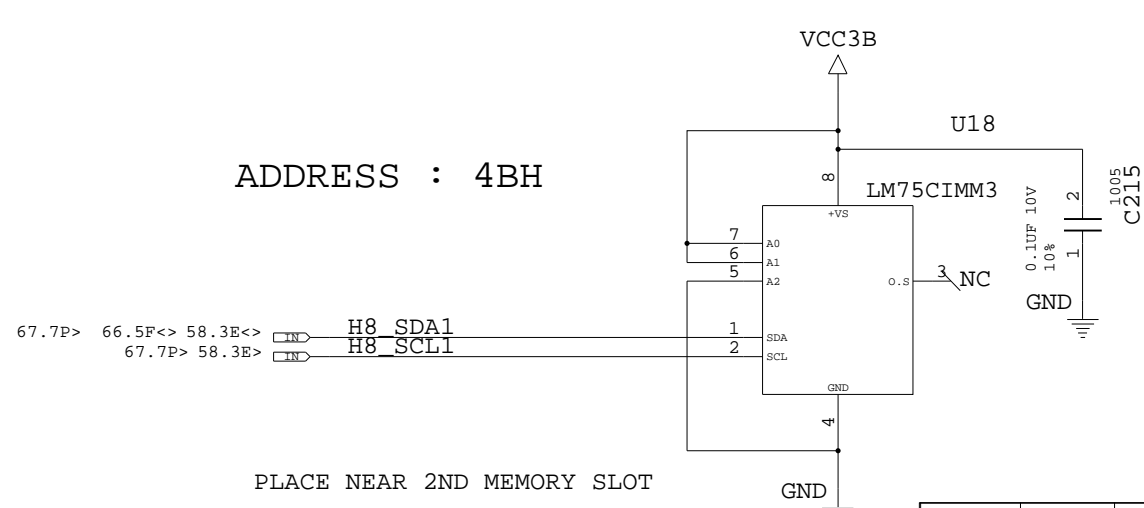 VCC3B
U18
ADDRESS : 4BH
LM75CIMM3
8
+VS
7 A0
6 A1
5 A2
O.S 3 NC
0.1UF 10V
10%
2
1
1005
C215
GND
67.7P> 66.5F<> 58.3E<> IN H8_SDA1 1 SDA
67.7P> 58.3E> IN H8_SCL1 2 SCL
GND
4
PLACE NEAR 2ND MEMORY SLOT
GND